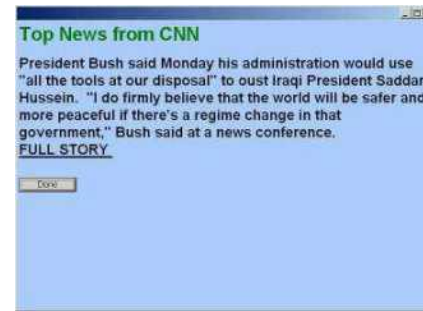 Top News from CNN
President Bush said Monday his administration would use
"all the tools at our disposal" to oust Iraqi President Saddar
Hussein. "I do firmly believe that the world will be safer and
more peaceful if there's a regime change in that
government," Bush said at a news conference.
FULL STORY
Done